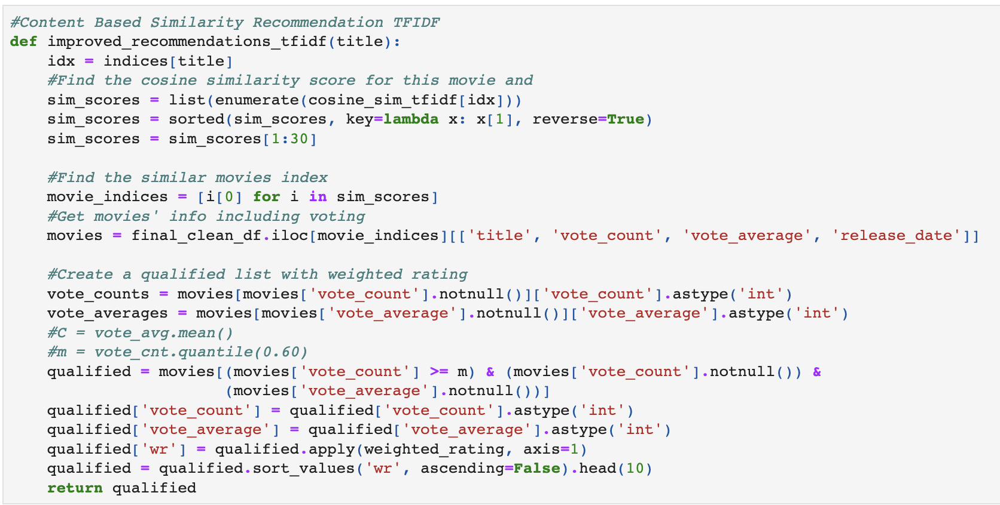 #Content Based Similarity Recommendation TFIDF
def improved_recommendations_tfidf(title):
    idx = indices[title]
    #Find the cosine similarity score for this movie and
    sim_scores = list(enumerate(cosine_sim_tfidf[idx]))
    sim_scores = sorted(sim_scores, key=lambda x: x[1], reverse=True)
    sim_scores = sim_scores[1:30]

    #Find the similar movies index
    movie_indices = [i[0] for i in sim_scores]
    #Get movies' info including voting
    movies = final_clean_df.iloc[movie_indices][['title', 'vote_count', 'vote_average', 'release_date']]

    #Create a qualified list with weighted rating
    vote_counts = movies[movies['vote_count'].notnull()]['vote_count'].astype('int')
    vote_averages = movies[movies['vote_average'].notnull()]['vote_average'].astype('int')
    #C = vote_avg.mean()
    #m = vote_cnt.quantile(0.60)
    qualified = movies[(movies['vote_count'] >= m) & (movies['vote_count'].notnull()) &
                       (movies['vote_average'].notnull())]
    qualified['vote_count'] = qualified['vote_count'].astype('int')
    qualified['vote_average'] = qualified['vote_average'].astype('int')
    qualified['wr'] = qualified.apply(weighted_rating, axis=1)
    qualified = qualified.sort_values('wr', ascending=False).head(10)
    return qualified